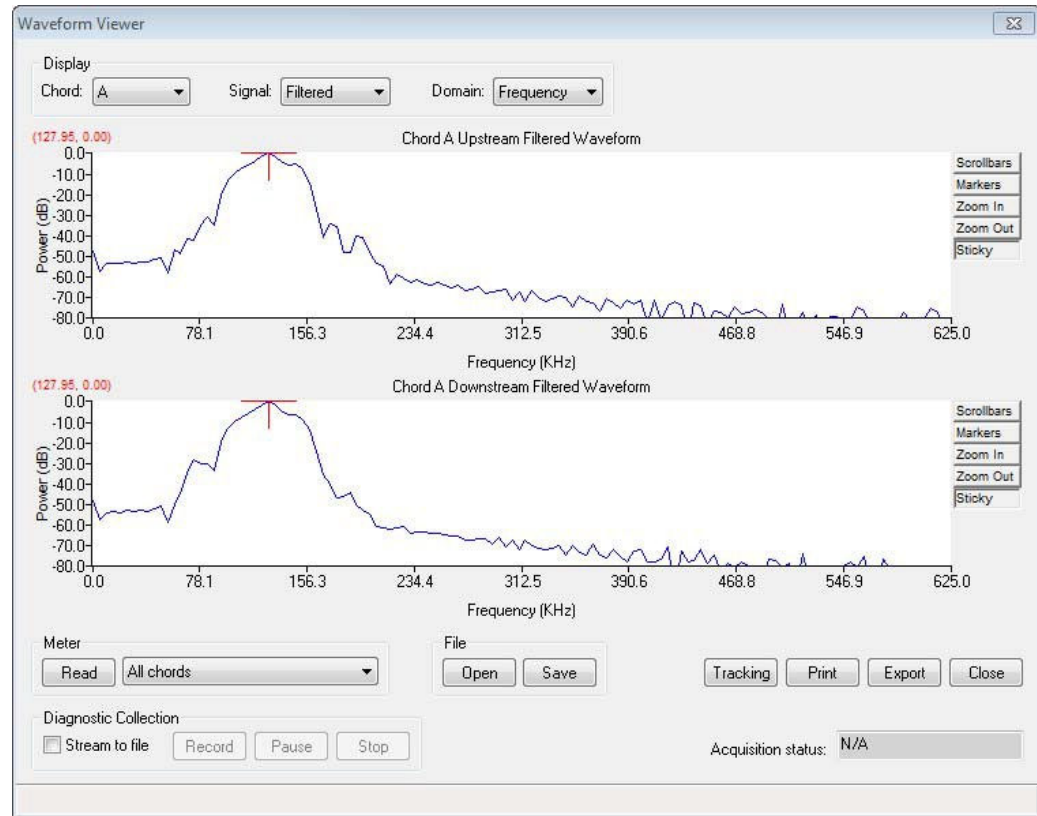 Waveform Viewer
Display
Chord: A Signal: Filtered Domain: Frequency
(127.95, 0.00) Chord A Upstream Filtered Waveform
0.0
-10.0
-20.0
-30.0
-40.0
-50.0
-60.0
-70.0
-80.0
Power (dB)
0.0 78.1 156.3 234.4 312.5 390.6 468.8 546.9 625.0
Frequency (KHz)
Scrollbars
Markers
Zoom In
Zoom Out
Sticky
(127.95, 0.00) Chord A Downstream Filtered Waveform
0.0
-10.0
-20.0
-30.0
-40.0
-50.0
-60.0
-70.0
-80.0
Power (dB)
0.0 78.1 156.3 234.4 312.5 390.6 468.8 546.9 625.0
Frequency (KHz)
Scrollbars
Markers
Zoom In
Zoom Out
Sticky
Meter
Read All chords
File
Open Save
Tracking Print Export Close
Diagnostic Collection
Stream to file Record Pause Stop
Acquisition status: N/A